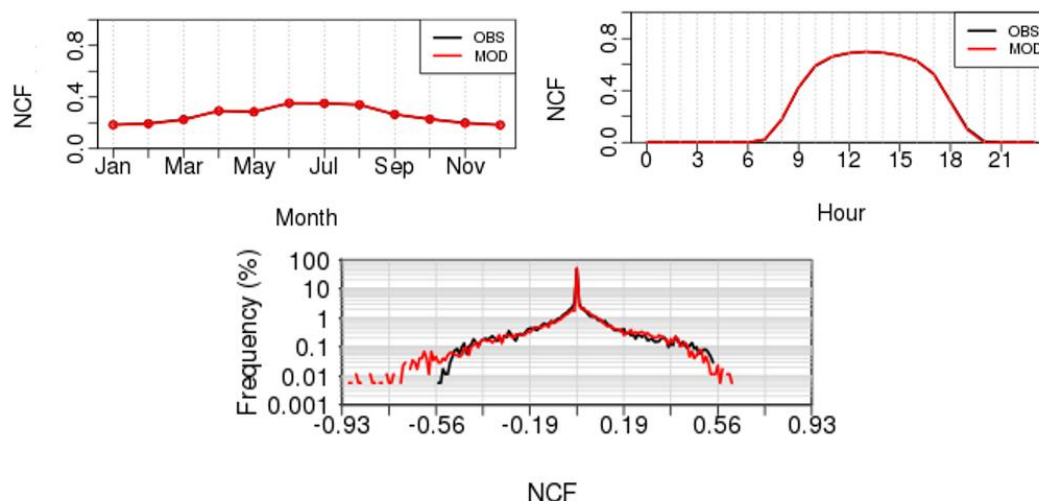 NCF
0.0 0.4 0.8
OBS
MOD
Jan Mar May Jul Sep Nov
Month
NCF
0.0 0.4 0.8
OBS
MOD
0 3 6 9 12 15 18 21
Hour
Frequency (%)
100
10
1
0.1
0.01
0.001
-0.93 -0.56 -0.19 0.19 0.56 0.93
NCF